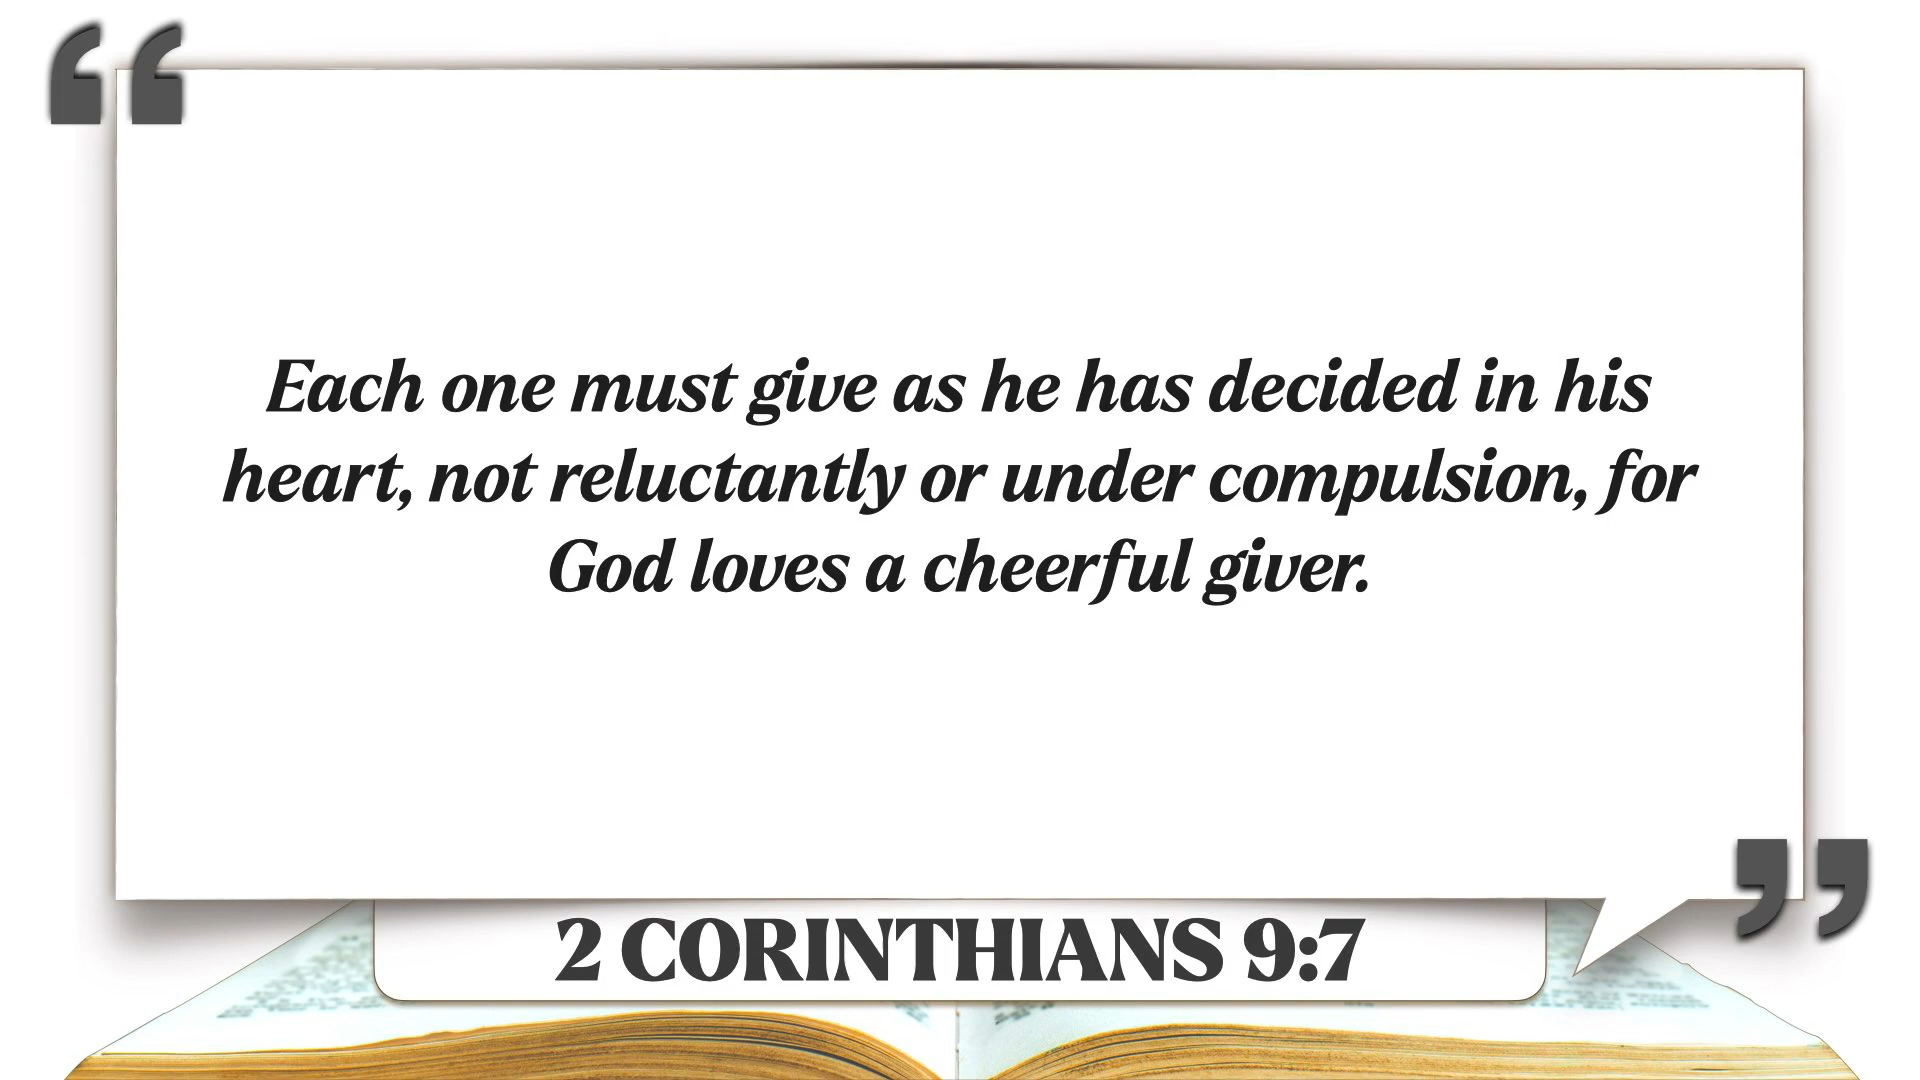 Each one must give as he has decided in his
heart, not reluctantly or under compulsion, for
God loves a cheerful giver.
2 CORINTHIANS 9:7